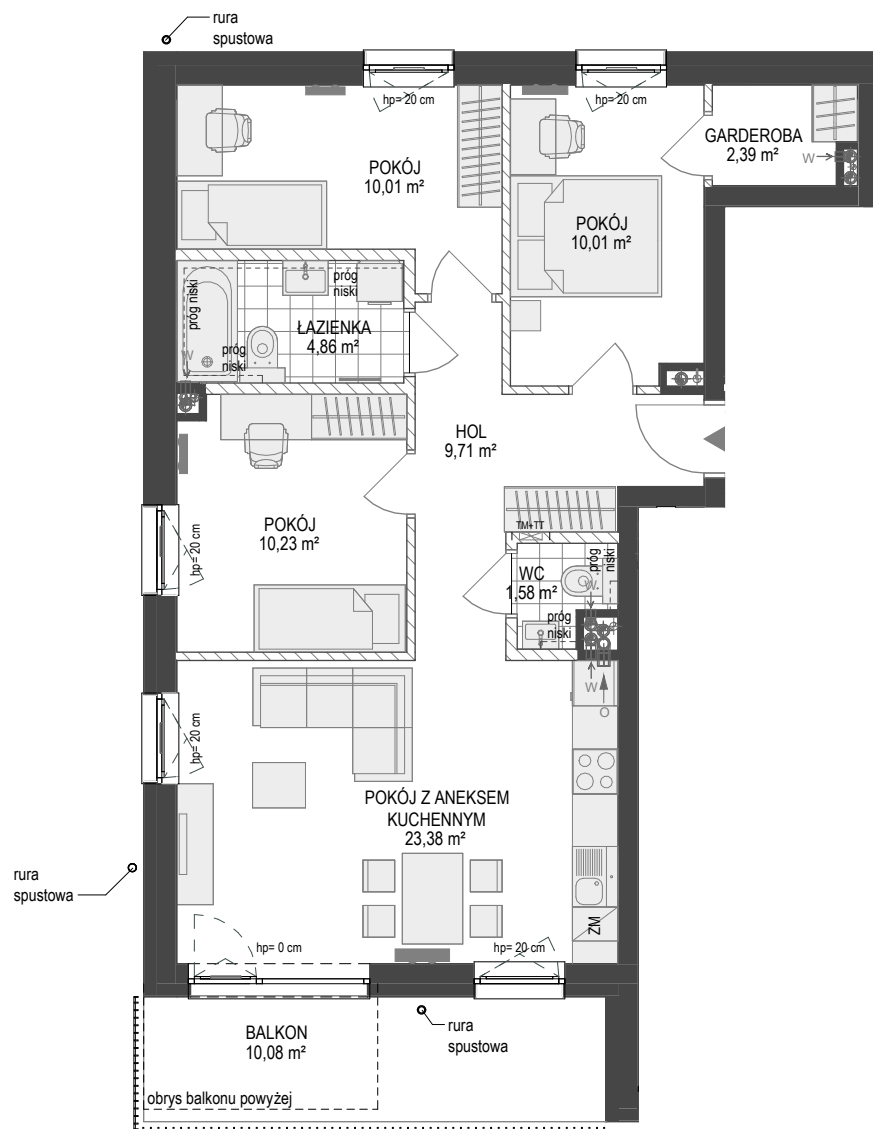 rura
spustowa
hp= 20 cm
hp= 20 cm
GARDEROBA
2,39 m²
W
POKÓJ
10,01 m²
POKÓJ
10,01 m²
próg
niski
próg niski
ŁAZIENKA
4,86 m²
próg
niski
W
HOL
9,71 m²
POKÓJ
10,23 m²
hp= 20 cm
TM+TT
WC
1,58 m²
próg
niski
W
próg
niski
W
hp= 20 cm
POKÓJ Z ANEKSEM
KUCHENNYM
23,38 m²
rura
spustowa
ZM
hp= 0 cm
hp= 20 cm
BALKON
10,08 m²
rura
spustowa
obrys balkonu powyżej